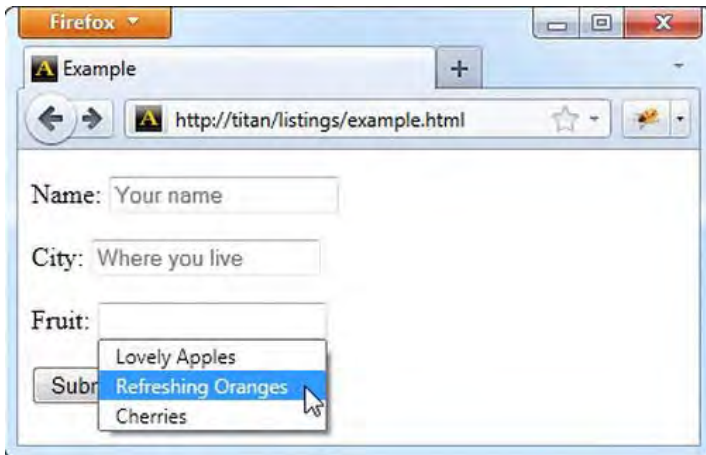 Firefox
A Example
A http://titan/listings/example.html
Name: Your name
City: Where you live
Fruit:
Lovely Apples
Subr Refreshing Oranges
Cherries